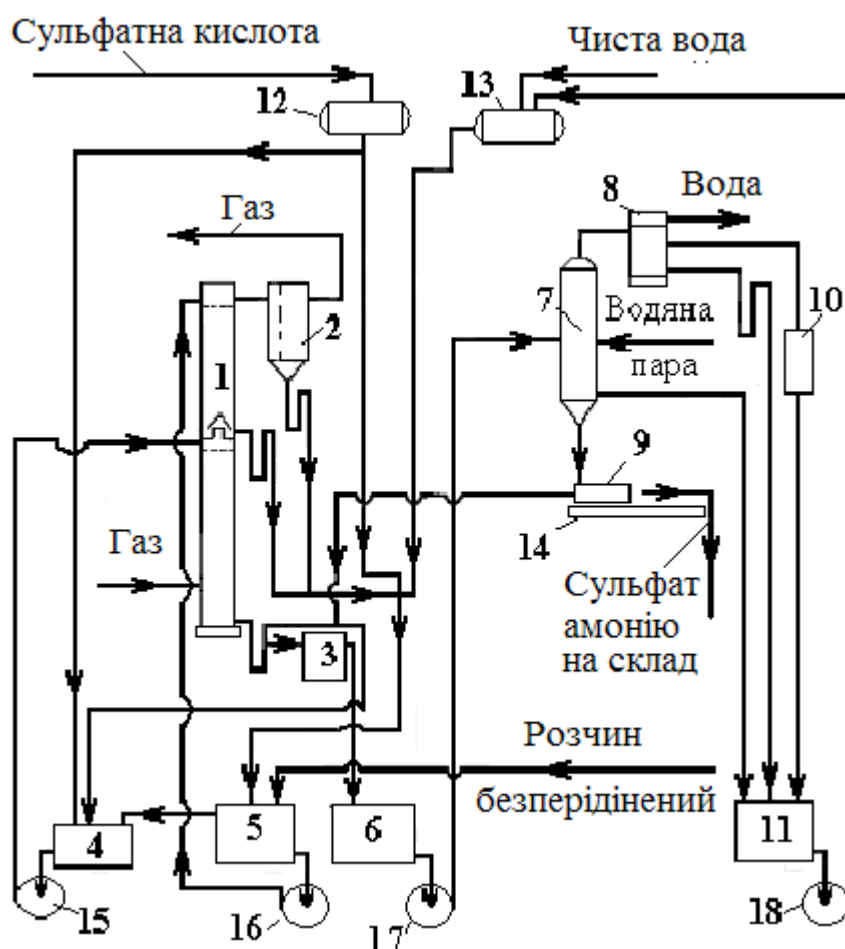 Сульфатна кислота
Чиста вода
12
13
8
Вода
Газ
7
Водяна
10
2
пара
1
9
14
Газ
Сульфат
амонію
на склад
3
Розчин
безперідінений
4
5
6
11
15
16
17
18